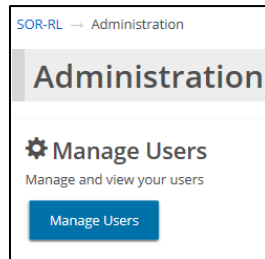 SOR-RL → Administration
Administration
Manage Users
Manage and view your users
Manage Users